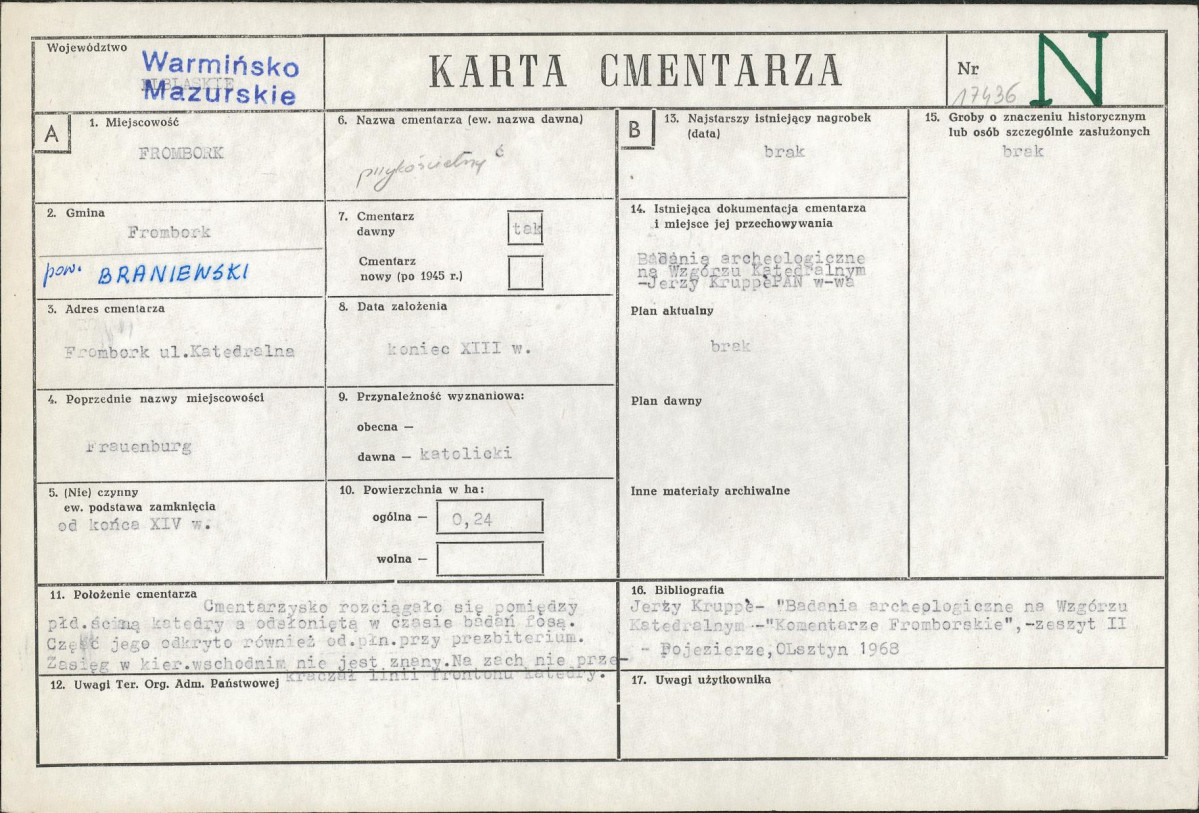 Województwo
Warmińsko
Mazurskie
KARTA CMENTARZA
Nr
N
17436
A
1. Miejscowość
FROMBORK
2. Gmina
Frombork
pow. BRANIEWSKI
3. Adres cmentarza
Frombork ul.Katedralna
4. Poprzednie nazwy miejscowości
Frauenburg
5. (Nie) czynny
ew. podstawa zamknięcia
od końca XIV w.
6. Nazwa cmentarza (ew. nazwa dawna)
przykościelny
7. Cmentarz
dawny
tak
Cmentarz
nowy (po 1945 r.)
8. Data założenia
koniec XIII w.
9. Przynależność wyznaniowa:
obecna —
dawna — katolicki
10. Powierzchnia w ha:
ogólna — 0,24
wolna —
B
13. Najstarszy istniejący nagrobek
(data)
brak
14. Istniejąca dokumentacja cmentarza
i miejsce jej przechowywania
Badania archeologiczne
na Wzgórzu Katedralnym
-Jerzy KruppèPAN w-wa
Plan aktualny
brak
Plan dawny
Inne materiały archiwalne
15. Groby o znaczeniu historycznym
lub osób szczególnie zasłużonych
brak
11. Położenie cmentarza
Cmentarzysko rozciągało się pomiędzy
płd.ścianą katedry a odsłoniętą w czasie badań fosą.
Część jego odkryto również od.płn.przy prezbiterium.
Zasięg w kier.wschodnim nie jest znany.Na zach nie prze-
kraczał linii frontonu katedry.
12. Uwagi Ter. Org. Adm. Państwowej
16. Bibliografia
Jerzy Kruppè- "Badania archeologiczne na Wzgórzu
Katedralnym -"Komentarze Fromborskie",-zeszyt II
- Pojezierze,OLsztyn 1968
17. Uwagi użytkownika